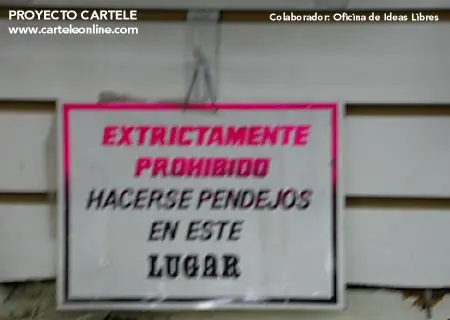 PROYECTO CARTELE
www.carteleonline.com
Colaborador: Oficina de Ideas Libres
EXTRICTAMENTE
PROHIBIDO
HACERSE PENDEJOS
EN ESTE
LUGAR